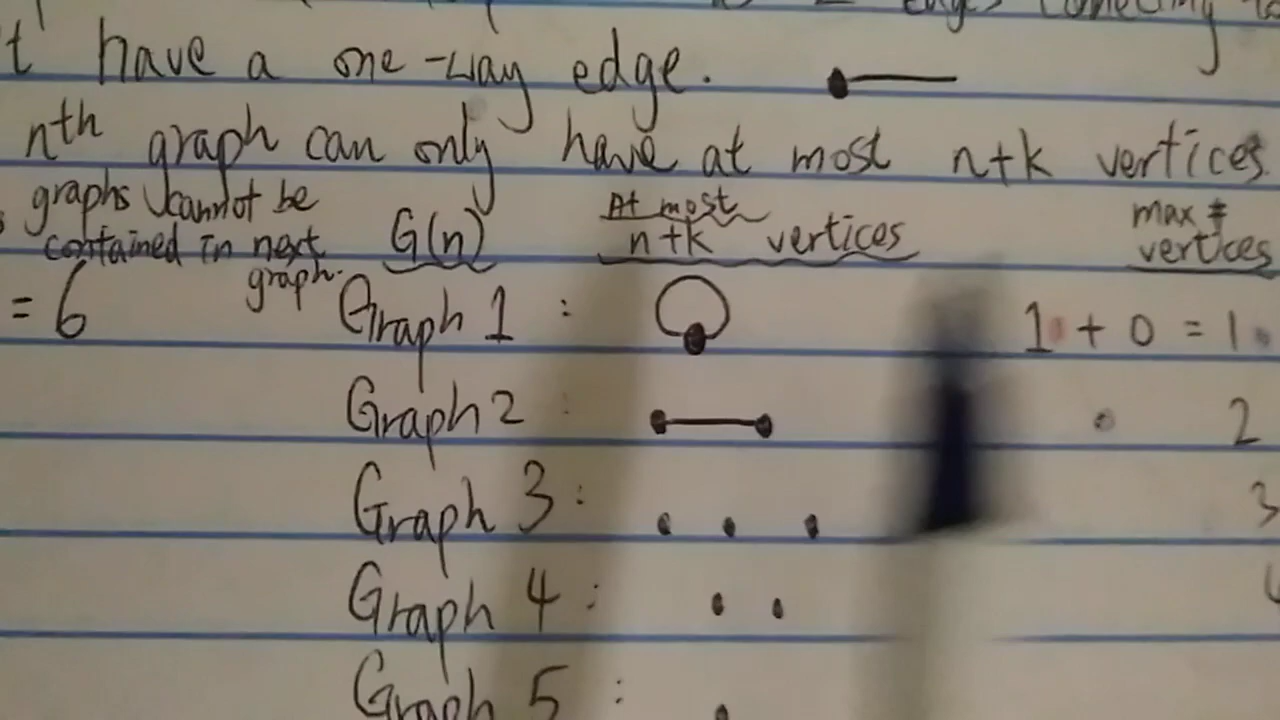 edges
't have a one-way edge.
nth graph can only have at most n+k vertices
graphs cannot be
contained in next
graph.
G(n)
At most
n+k vertices
max #
vertices
= 6
Graph 1 : 1 + 0 = 1
Graph 2 : 2
Graph 3 : 3
Graph 4 :
Graph 5 :